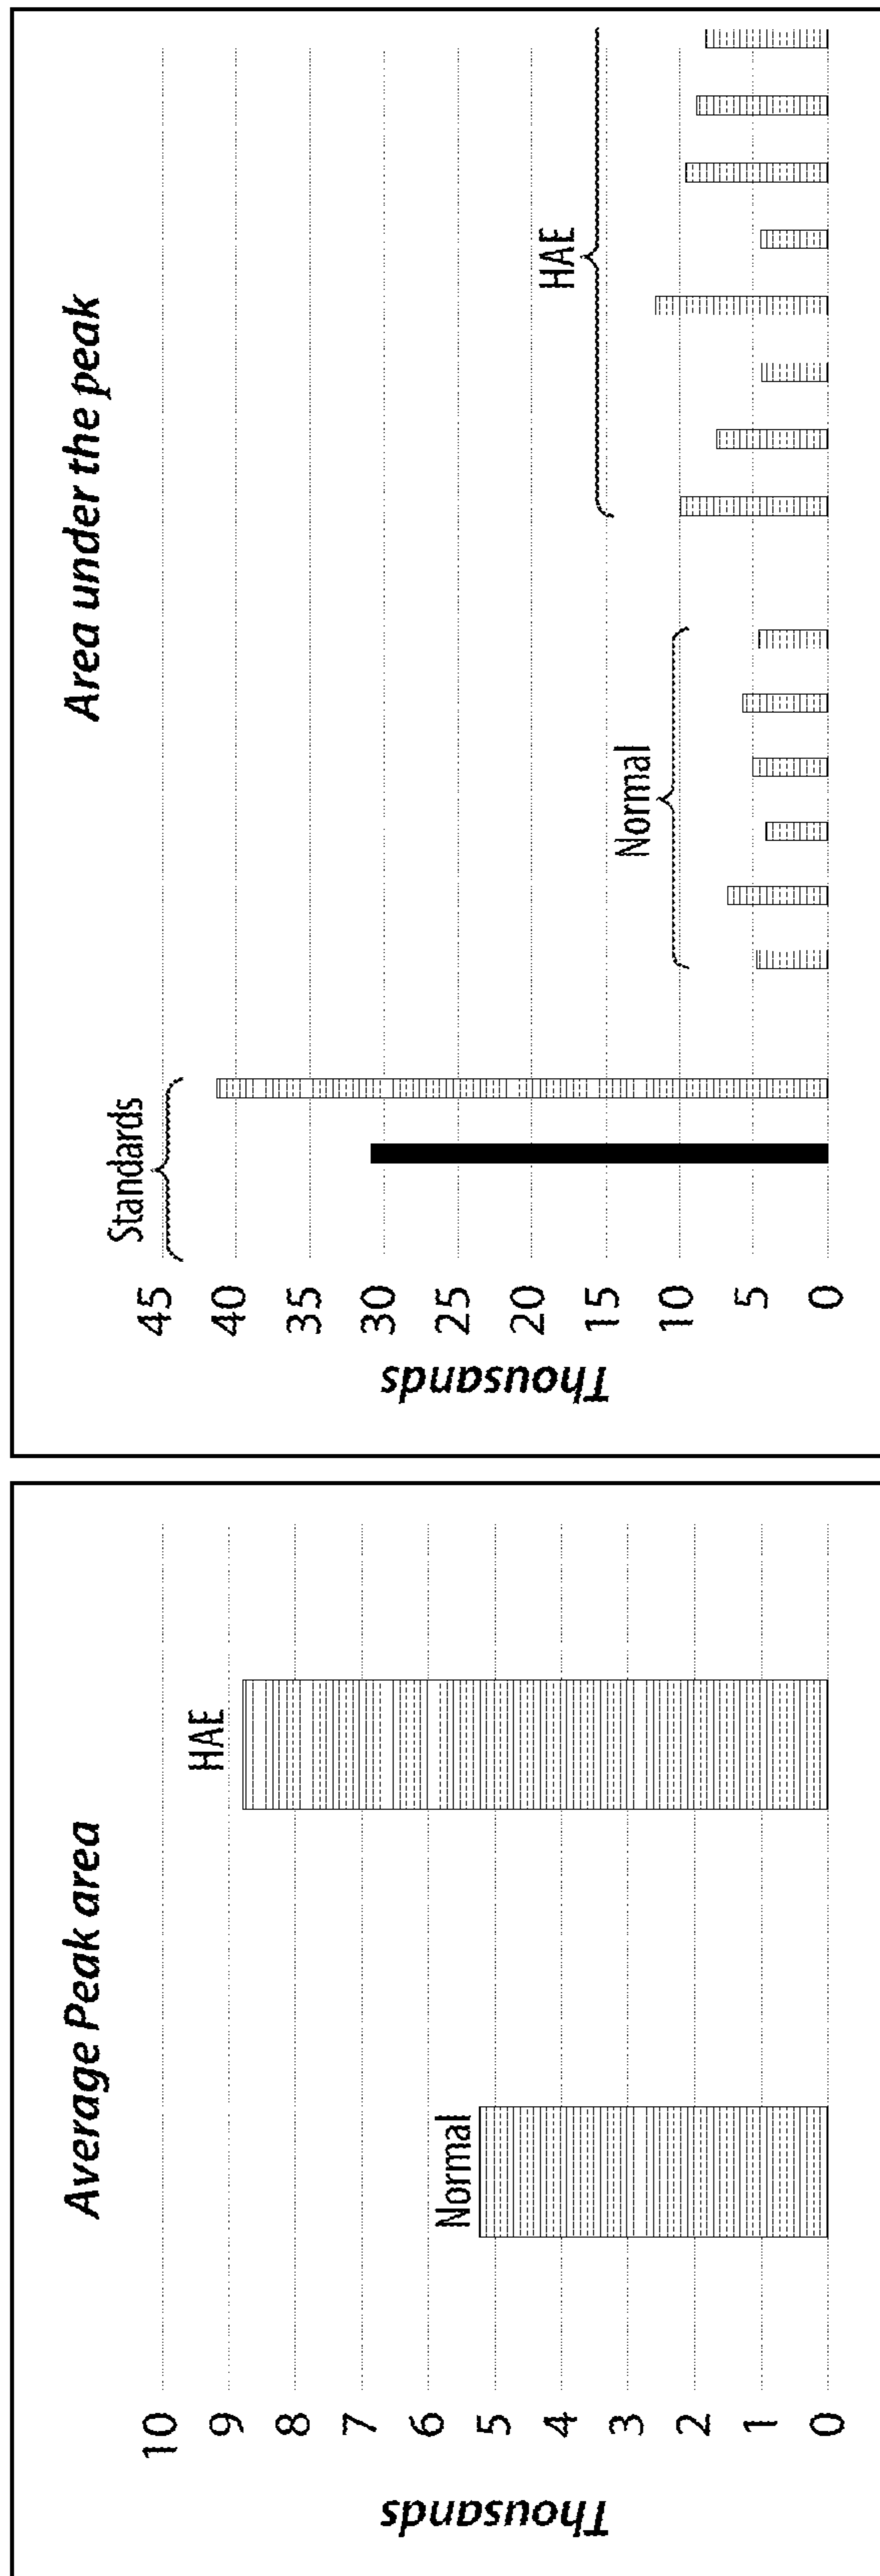 Average Peak area
Thousands
10
9
8
7
6
5
4
3
2
1
0
Normal
HAE
Area under the peak
Thousands
45
40
35
30
25
20
15
10
5
0
Standards
Normal
HAE